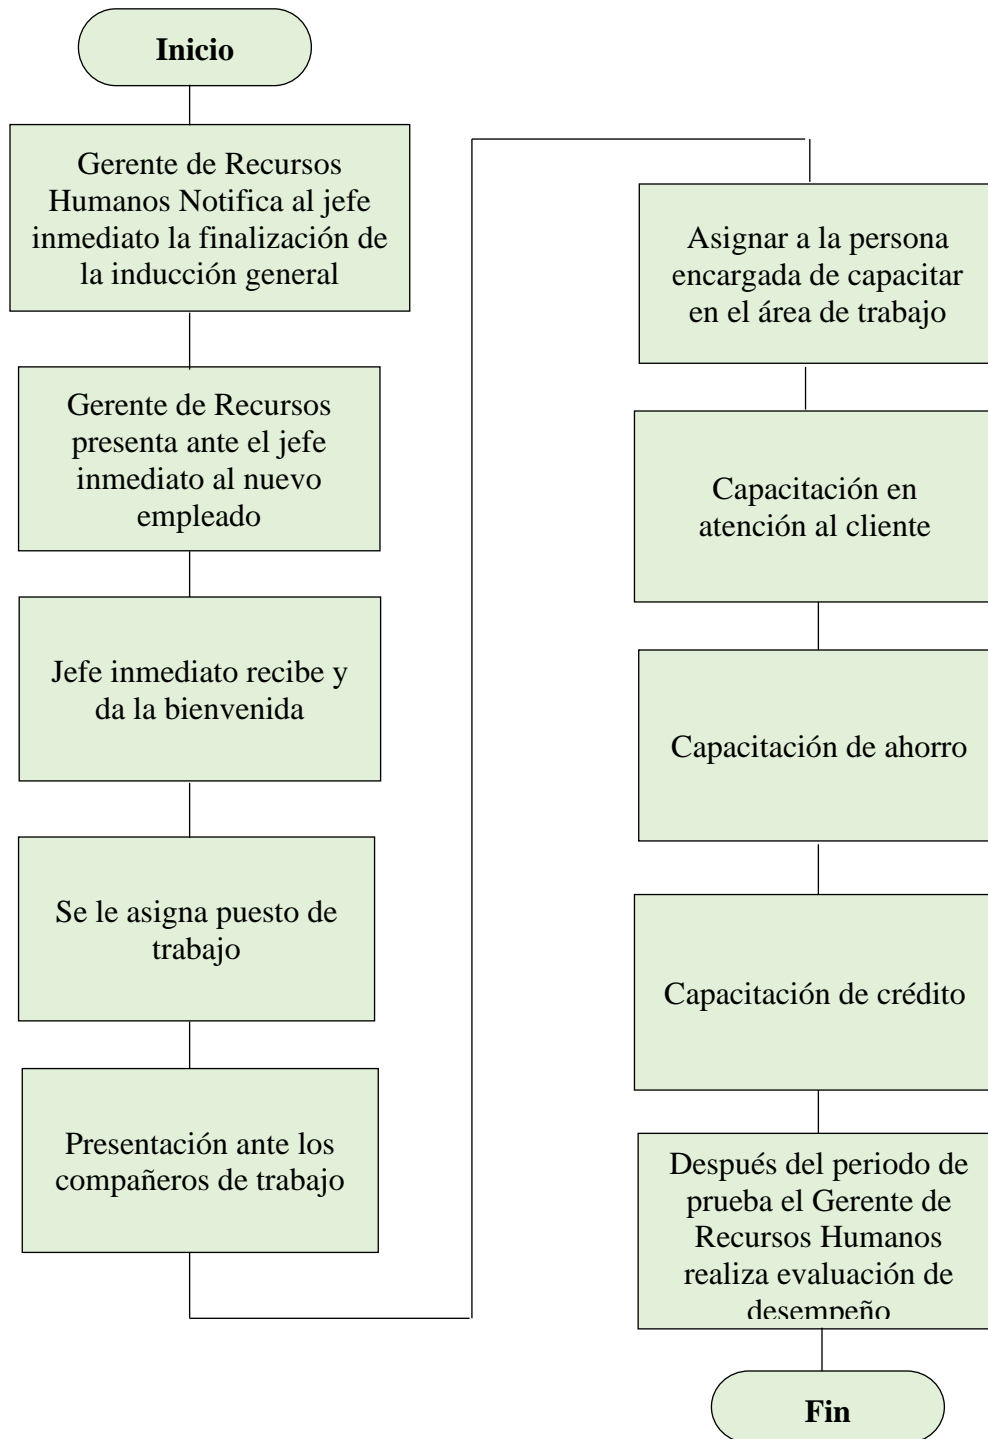 Inicio
Gerente de Recursos
Humanos Notifica al jefe
inmediato la finalización de
la inducción general
Gerente de Recursos
presenta ante el jefe
inmediato al nuevo
empleado
Jefe inmediato recibe y
da la bienvenida
Se le asigna puesto de
trabajo
Presentación ante los
compañeros de trabajo
Asignar a la persona
encargada de capacitar
en el área de trabajo
Capacitación en
atención al cliente
Capacitación de ahorro
Capacitación de crédito
Después del periodo de
prueba el Gerente de
Recursos Humanos
realiza evaluación de
desempeño
Fin